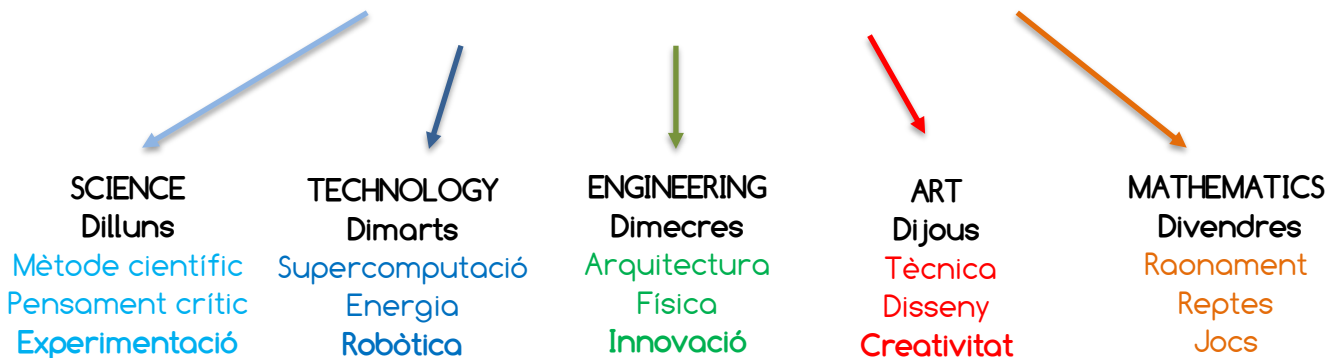 SCIENCE
Dilluns
Mètode científic
Pensament crític
Experimentació
TECHNOLOGY
Dimarts
Supercomputació
Energia
Robòtica
ENGINEERING
Dimecres
Arquitectura
Física
Innovació
ART
Dijous
Tècnica
Disseny
Creativitat
MATHEMATICS
Divendres
Raonament
Reptes
Jocs